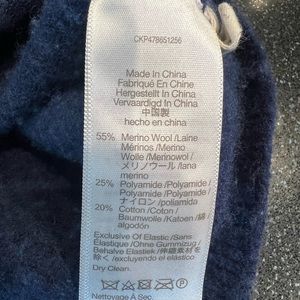 CKP478651256
Made In China
Fabriqué En Chine
Hergestellt In China
Vervaardigd In China
中国製
hecho en china
55% Merino Wool /Laine
Mérinos /Merino
Wolle /Merinowol /
メリノウール /lana
merino
25% Polyamide /Polyamide
/Polyamid /Polyamide /
ナイロン /poliamida
20% Cotton /Coton /
Baumwolle /Katoen /綿 /
algodón
Exclusive Of Elastic /Sans
Élastique /Ohne Gummizug /
Behalve Elastiek /伸縮素材を
除く /excluyendo el elástico
Dry Clean.
Nettoyage À Sec.